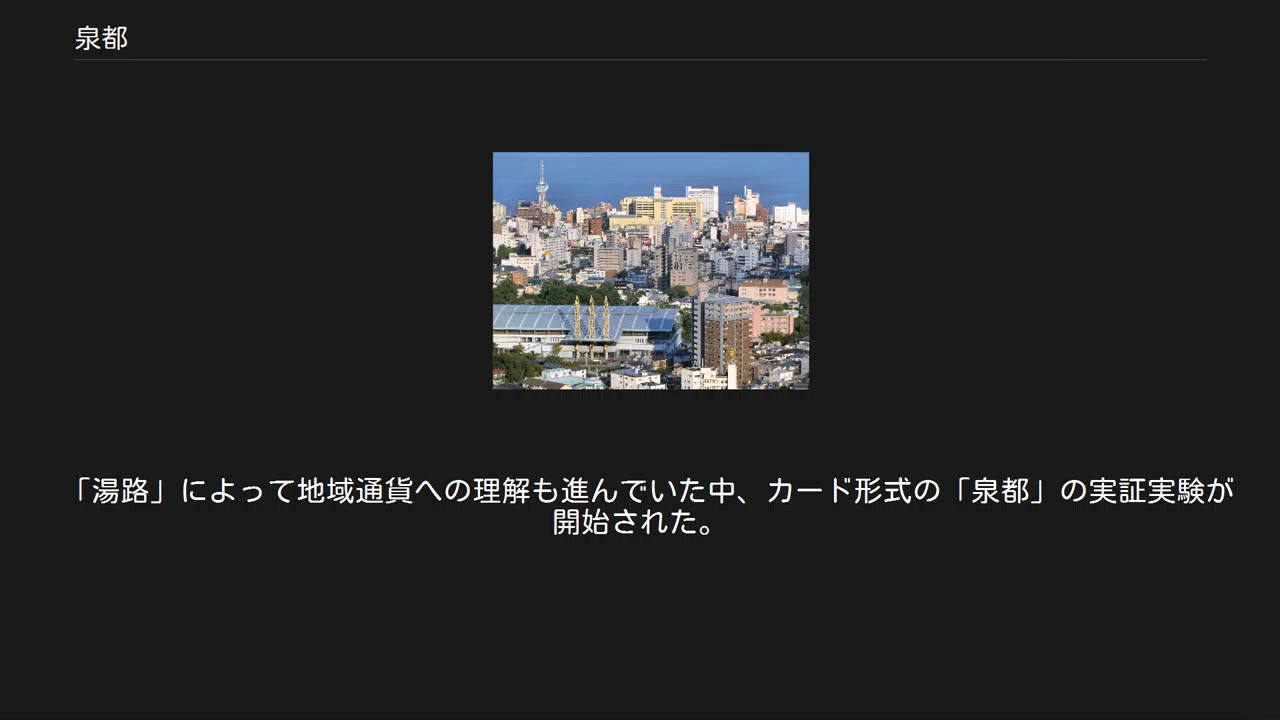 泉都
「湯路」によって地域通貨への理解も進んでいた中、カード形式の「泉都」の実証実験が
開始された。